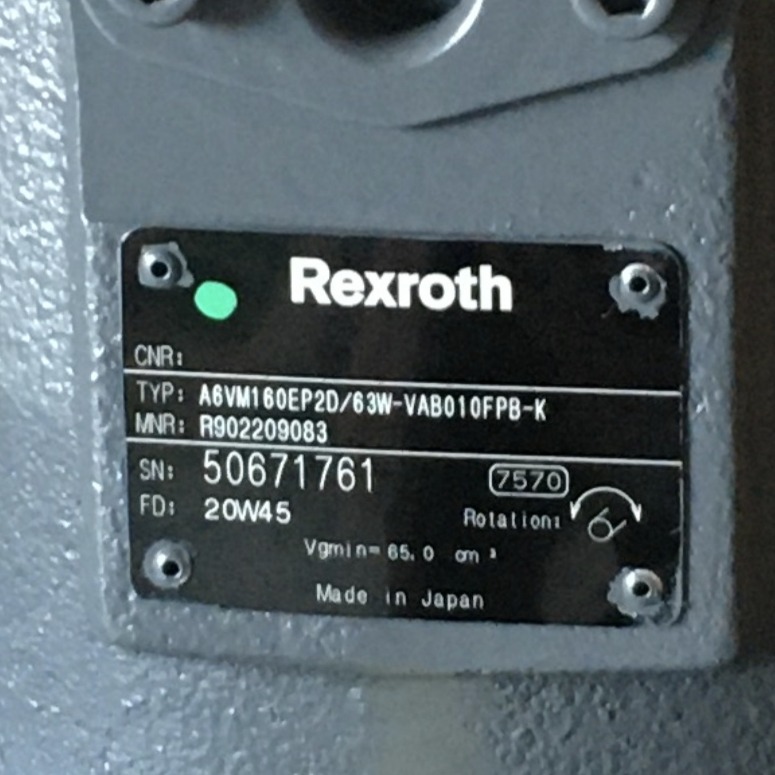 Rexroth
CNR:
TYP: A6VM160EP2D/63W-VAB010FPB-K
MNR: R902209083
SN: 50671761 7570
FD: 20W45 Rotation:
Vgmin= 65.0 cm³
Made in Japan